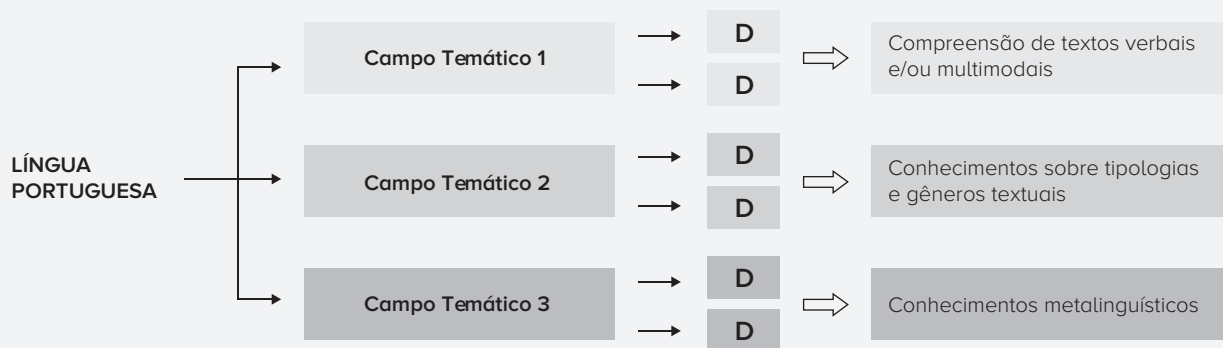 LÍNGUA
PORTUGUESA
Campo Temático 1
D
D
Compreensão de textos verbais
e/ou multimodais
Campo Temático 2
D
D
Conhecimentos sobre tipologias
e gêneros textuais
Campo Temático 3
D
D
Conhecimentos metalinguísticos